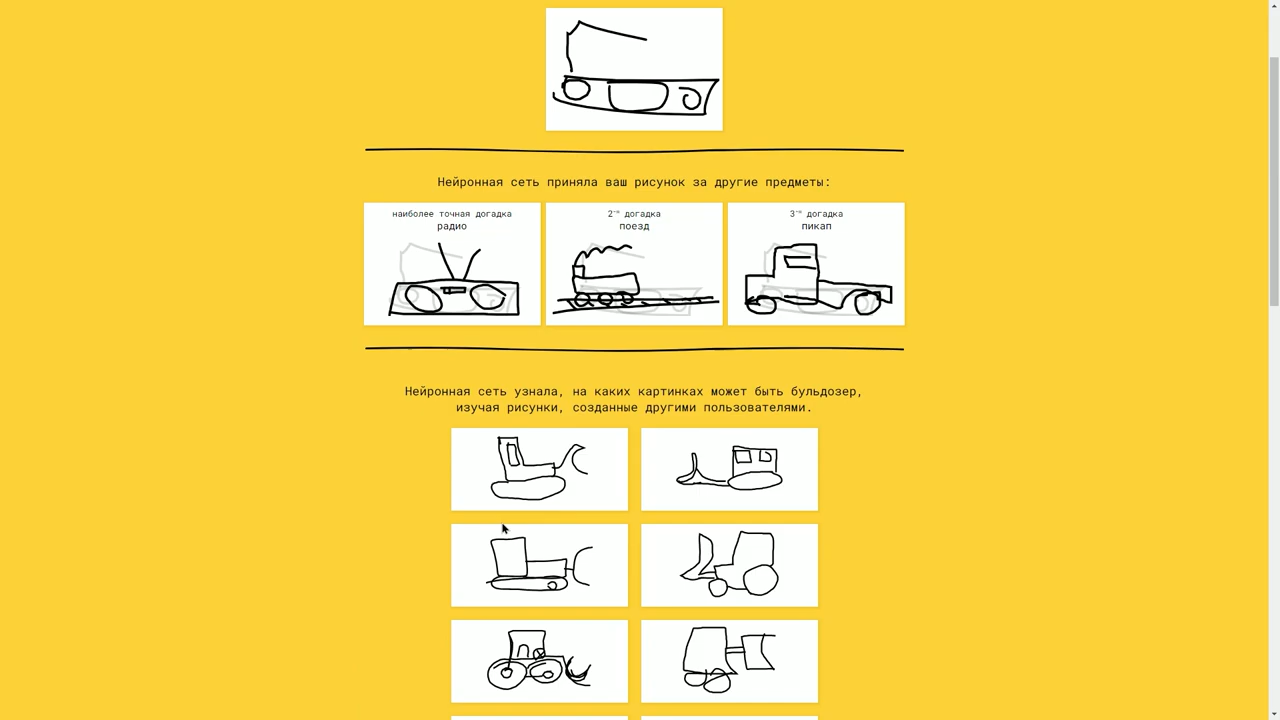 Нейронная сеть приняла ваш рисунок за другие предметы:
наиболее точная догадка
радио
2-я догадка
поезд
3-я догадка
пикап
Нейронная сеть узнала, на каких картинках может быть бульдозер,
изучая рисунки, созданные другими пользователями.